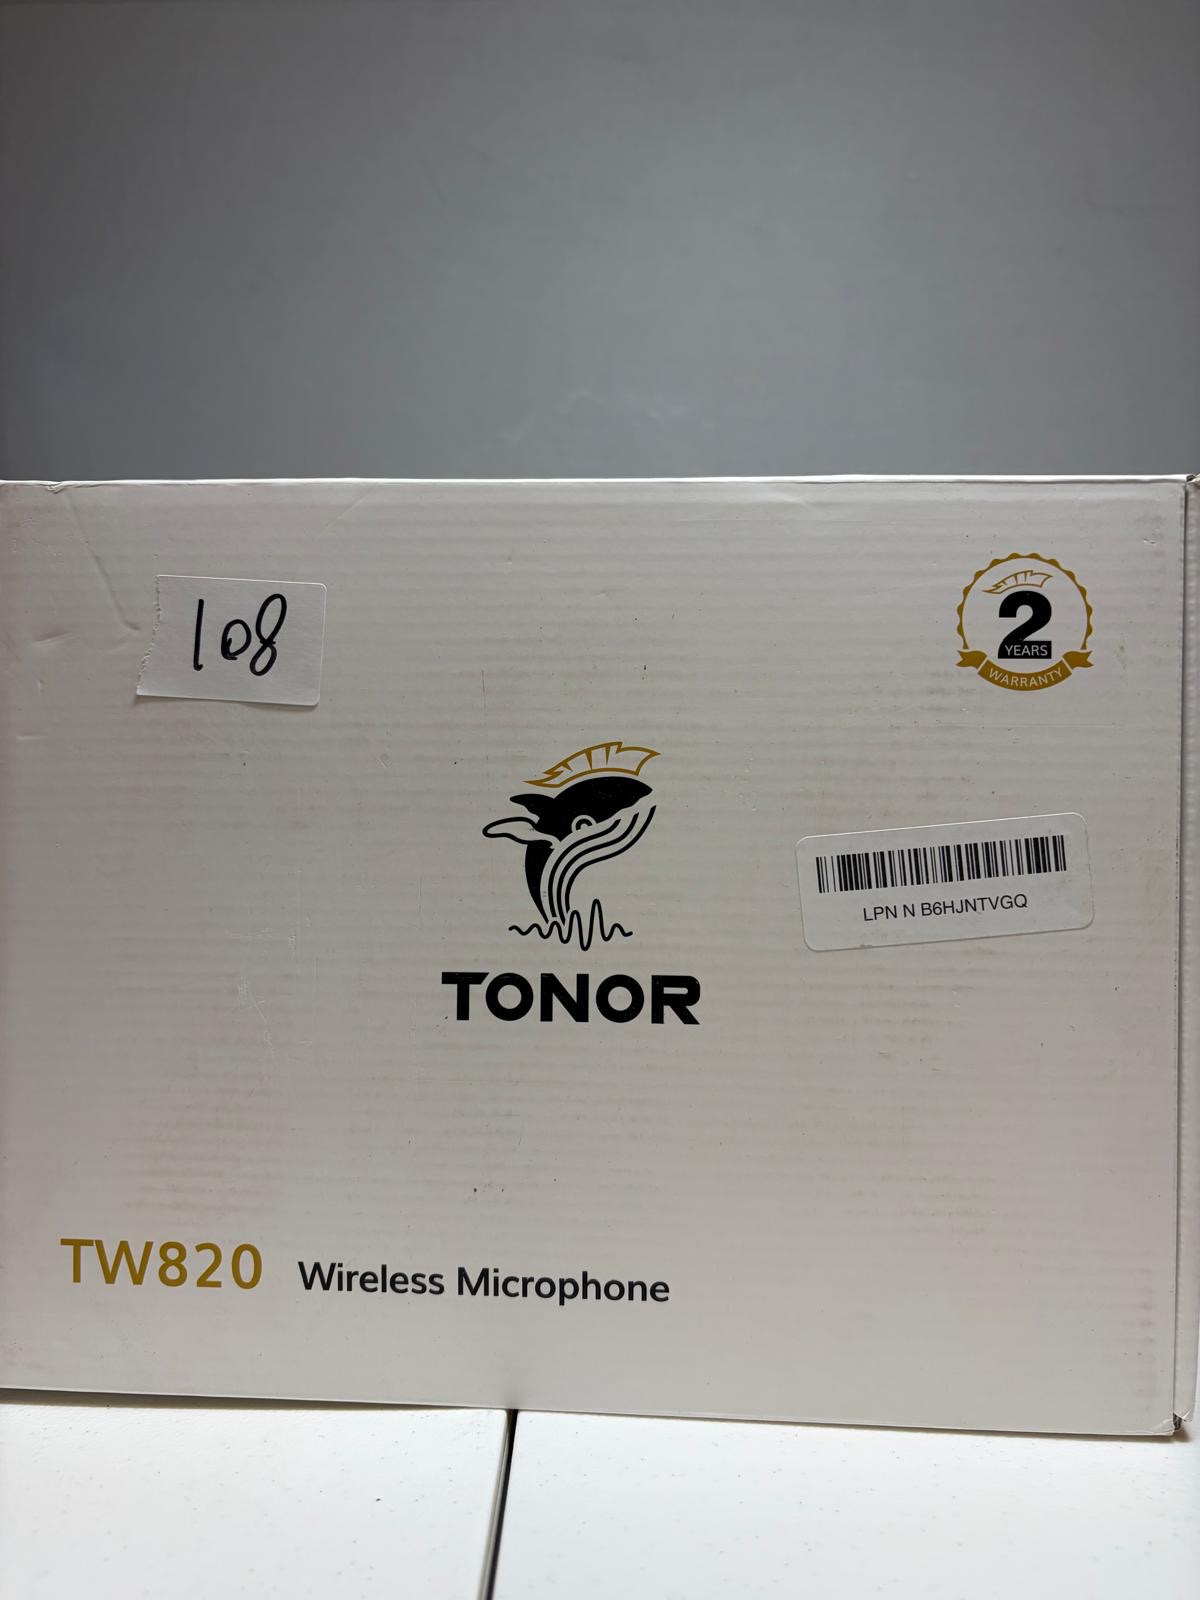 108
2
YEARS
WARRANTY
LPN N B6HJNTVGQ
TONOR
TW820 Wireless Microphone